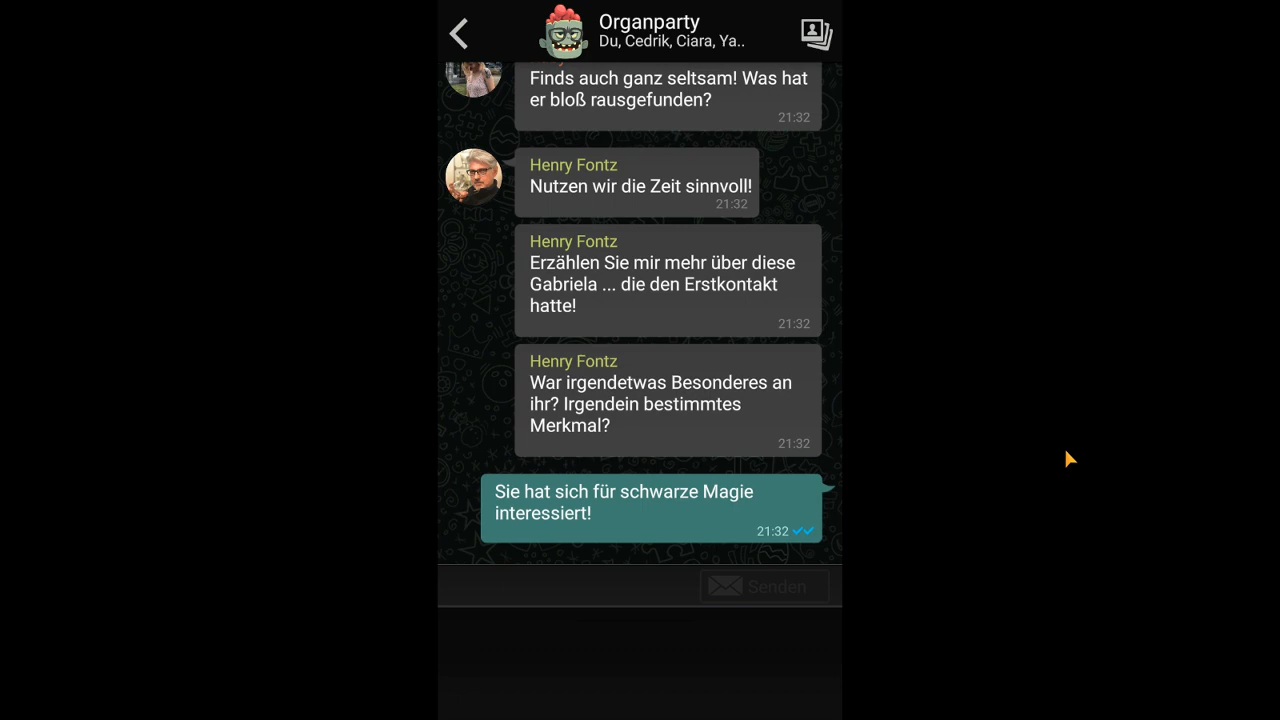 Organparty
Du, Cedrik, Ciara, Ya..
Finds auch ganz seltsam! Was hat
er bloß rausgefunden?
21:32
Henry Fontz
Nutzen wir die Zeit sinnvoll!
21:32
Henry Fontz
Erzählen Sie mir mehr über diese
Gabriela ... die den Erstkontakt
hatte!
21:32
Henry Fontz
War irgendetwas Besonderes an
ihr? Irgendein bestimmtes
Merkmal?
21:32
Sie hat sich für schwarze Magie
interessiert!
21:32
Senden